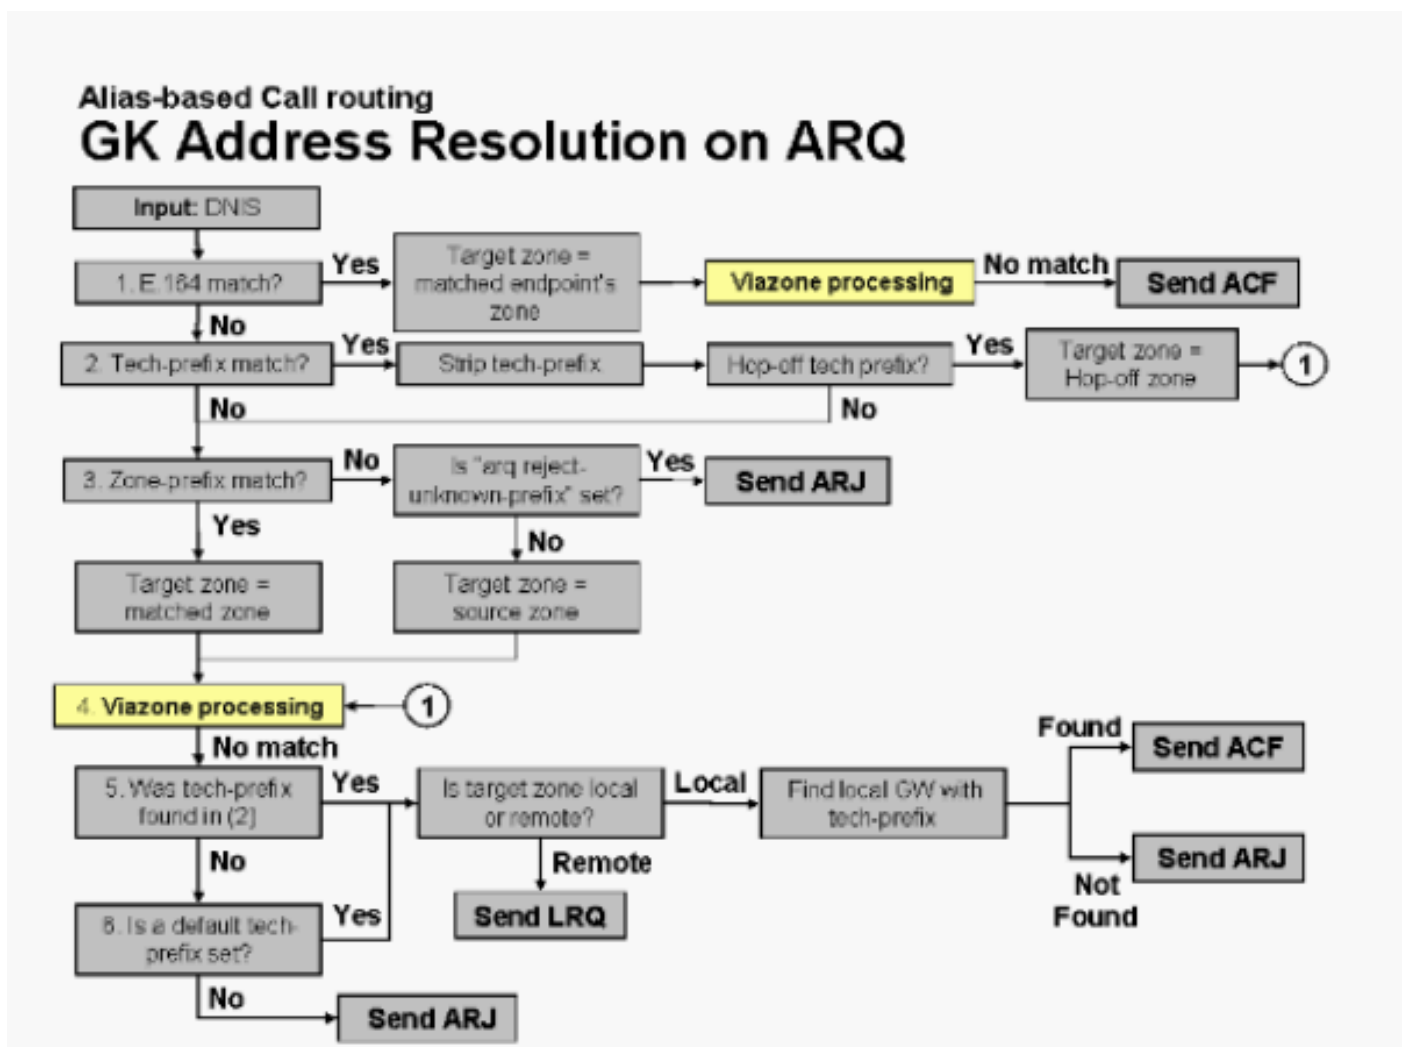 Alias-based Call routing
GK Address Resolution on ARQ
Input: DNIS
1. E.164 match?
Yes
Target zone =
matched endpoint's
zone
Viazone processing
No match
Send ACF
No
2. Tech-prefix match?
Yes
Strip tech-prefix
Hop-off tech prefix?
Yes
Target zone =
Hop-off zone
1
No
No
3. Zone-prefix match?
No
Is "arq reject-
unknown-prefix" set?
Yes
Send ARJ
Yes
No
Target zone =
matched zone
Target zone =
source zone
4. Viazone processing
1
No match
5. Was tech-prefix
found in (2]
Yes
Is target zone local
or remote?
Local
Find local GW with
tech-prefix
Found
Send ACF
Send ARJ
Not
Found
No
Remote
Send LRQ
6. Is a default tech-
prefix set?
Yes
No
Send ARJ